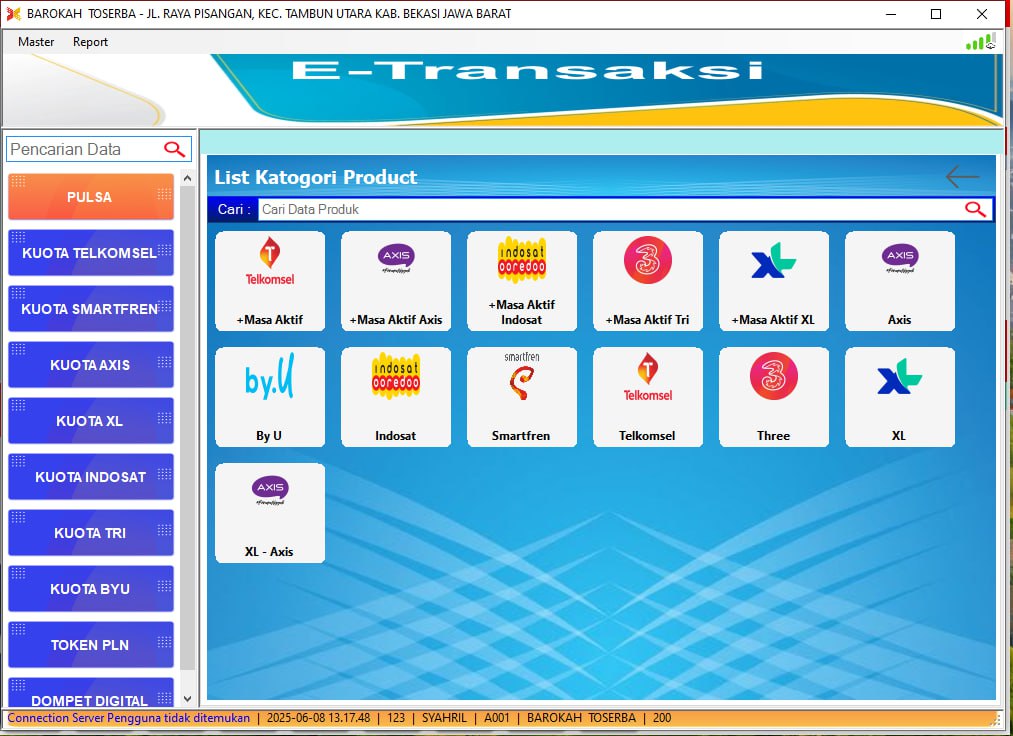 BAROKAH  TOSERBA - JL. RAYA PISANGAN, KEC. TAMBUN UTARA KAB. BEKASI JAWA BARAT
Master Report
E-Transaksi
Pencarian Data
PULSA
KUOTA TELKOMSEL
KUOTA SMARTFREN
KUOTA AXIS
KUOTA XL
KUOTA INDOSAT
KUOTA TRI
KUOTA BYU
TOKEN PLN
DOMPET DIGITAL
List Katogori Product
Cari : Cari Data Produk
Telkomsel
+Masa Aktif
AXIS
+Masa Aktif Axis
indosat
ooredoo
+Masa Aktif
Indosat
3
+Masa Aktif Tri
XL
+Masa Aktif XL
AXIS
Axis
by.U
By U
indosat
ooredoo
Indosat
smartfren
Smartfren
Telkomsel
Telkomsel
3
Three
XL
XL
AXIS
XL - Axis
Connection Server Pengguna tidak ditemukan | 2025-06-08 13.17.48 | 123 | SYAHRIL | A001 | BAROKAH  TOSERBA | 200